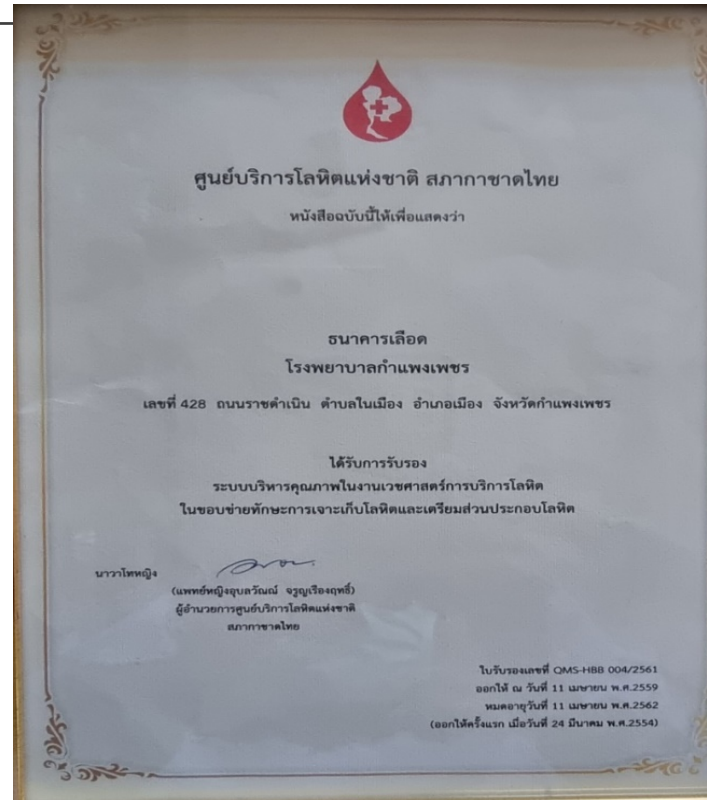 ศูนย์บริการโลหิตแห่งชาติ สภากาชาดไทย
หนังสือฉบับนี้ให้เพื่อแสดงว่า
ธนาคารเลือด
โรงพยาบาลกำแพงเพชร
เลขที่ 428 ถนนราชดำเนิน ตำบลในเมือง อำเภอเมือง จังหวัดกำแพงเพชร
ได้รับการรับรอง
ระบบบริหารคุณภาพในงานเวชศาสตร์การบริการโลหิต
ในขอบข่ายทักษะการเจาะเก็บโลหิตและเตรียมส่วนประกอบโลหิต
นาวาโทหญิง
(แพทย์หญิงอุบลวัณณ์ จรูญเรืองฤทธิ์)
ผู้อำนวยการศูนย์บริการโลหิตแห่งชาติ
สภากาชาดไทย
ใบรับรองเลขที่ QMS-HBB 004/2561
ออกให้ ณ วันที่ 11 เมษายน พ.ศ.2559
หมดอายุวันที่ 11 เมษายน พ.ศ.2562
(ออกให้ครั้งแรก เมื่อวันที่ 24 มีนาคม พ.ศ.2554)